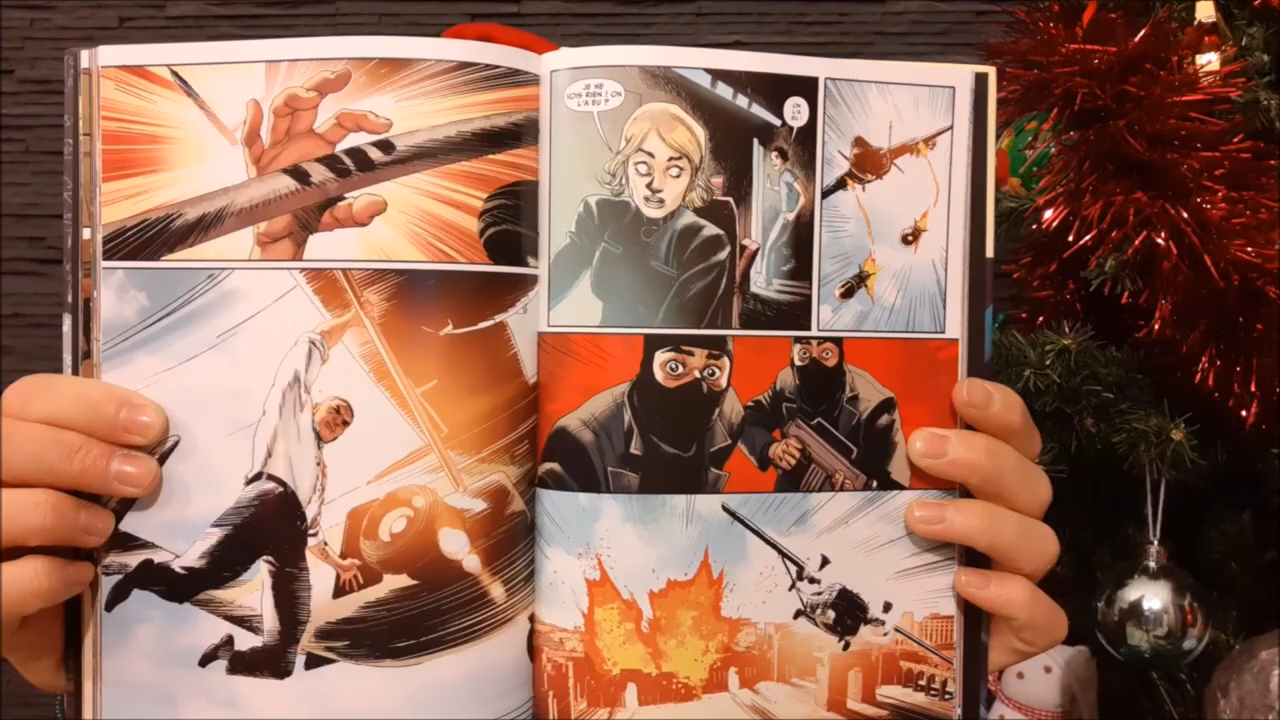 JE NE
VOIS RIEN ! ON
L'A EU ?
ON
L'A
EU !